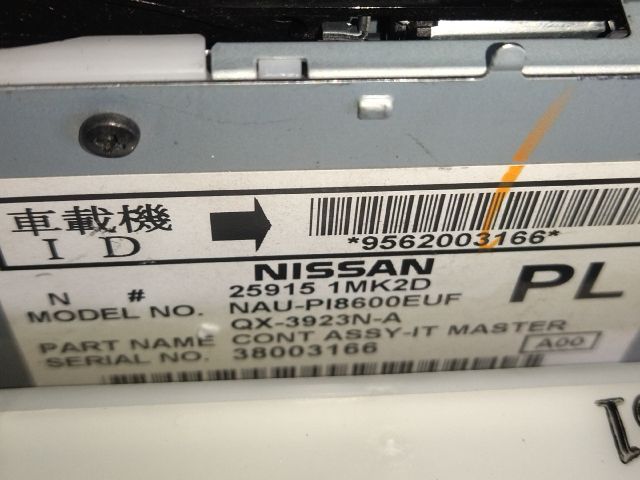 車載機
ID
*9562003166*
NISSAN
N # 25915 1MK2D
PL
MODEL NO. NAU-PI8600EUF
QX-3923N-A
PART NAME CONT ASSY-IT MASTER
SERIAL NO. 38003166
A00